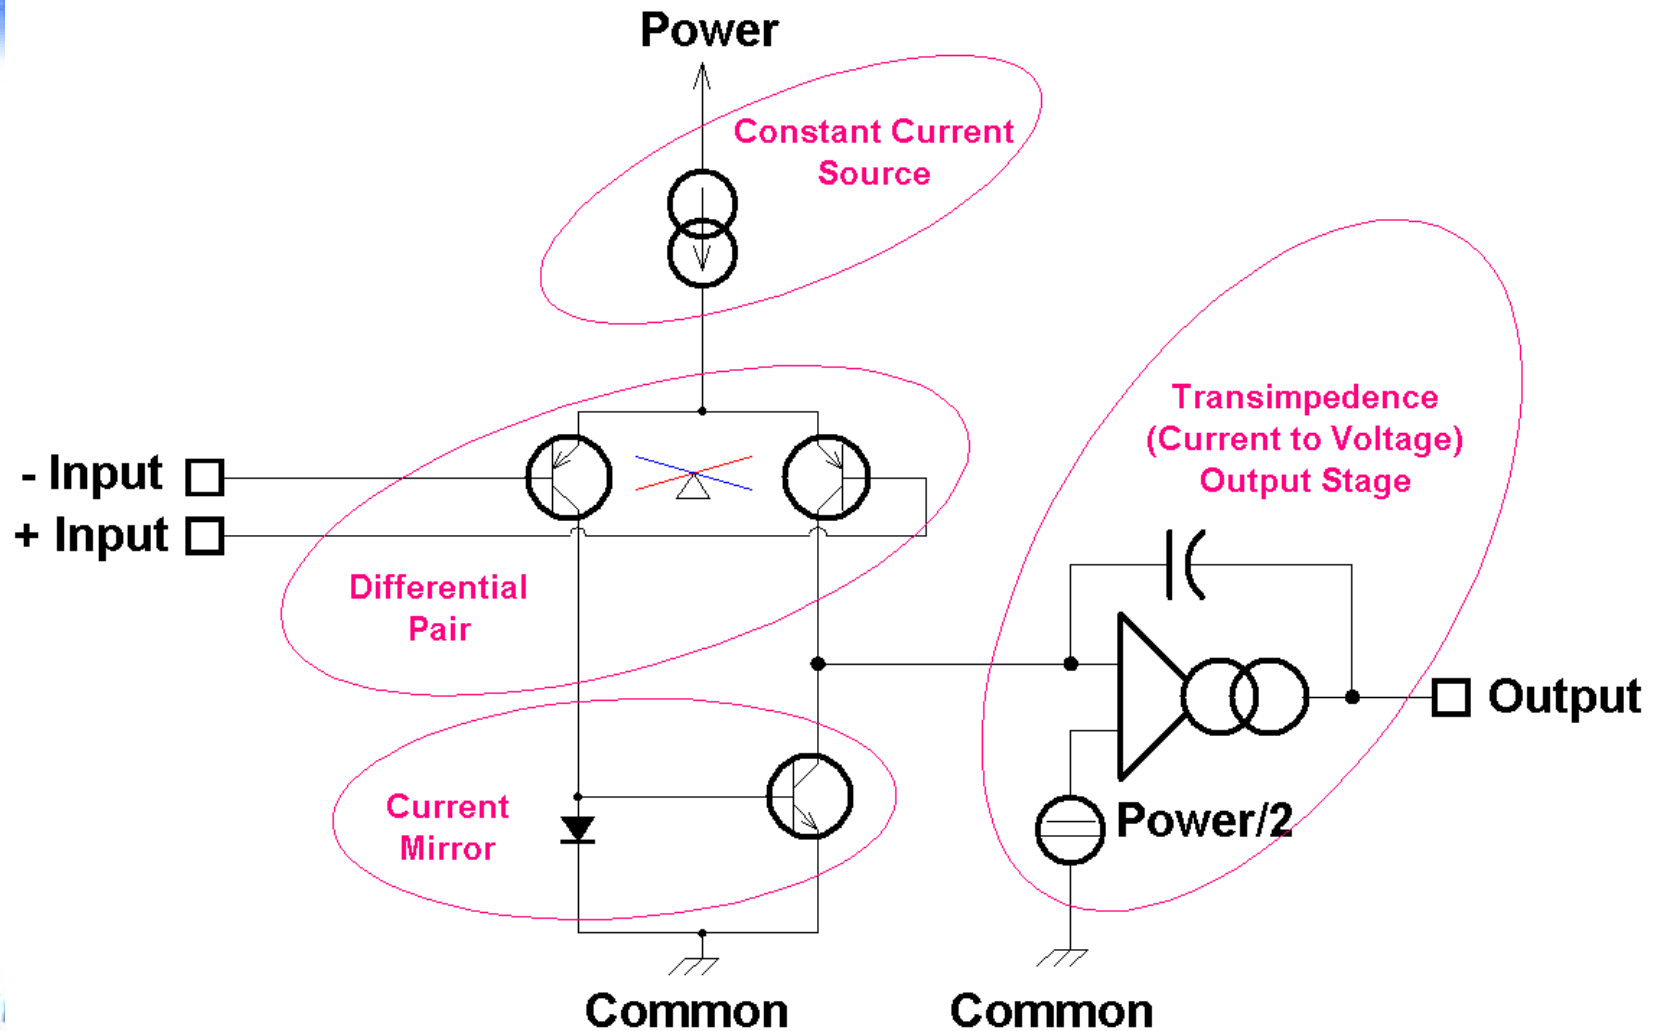 Power
Constant Current
Source
Transimpedence
(Current to Voltage)
Output Stage
- Input
+ Input
Differential
Pair
Output
Current
Mirror
Power/2
Common
Common